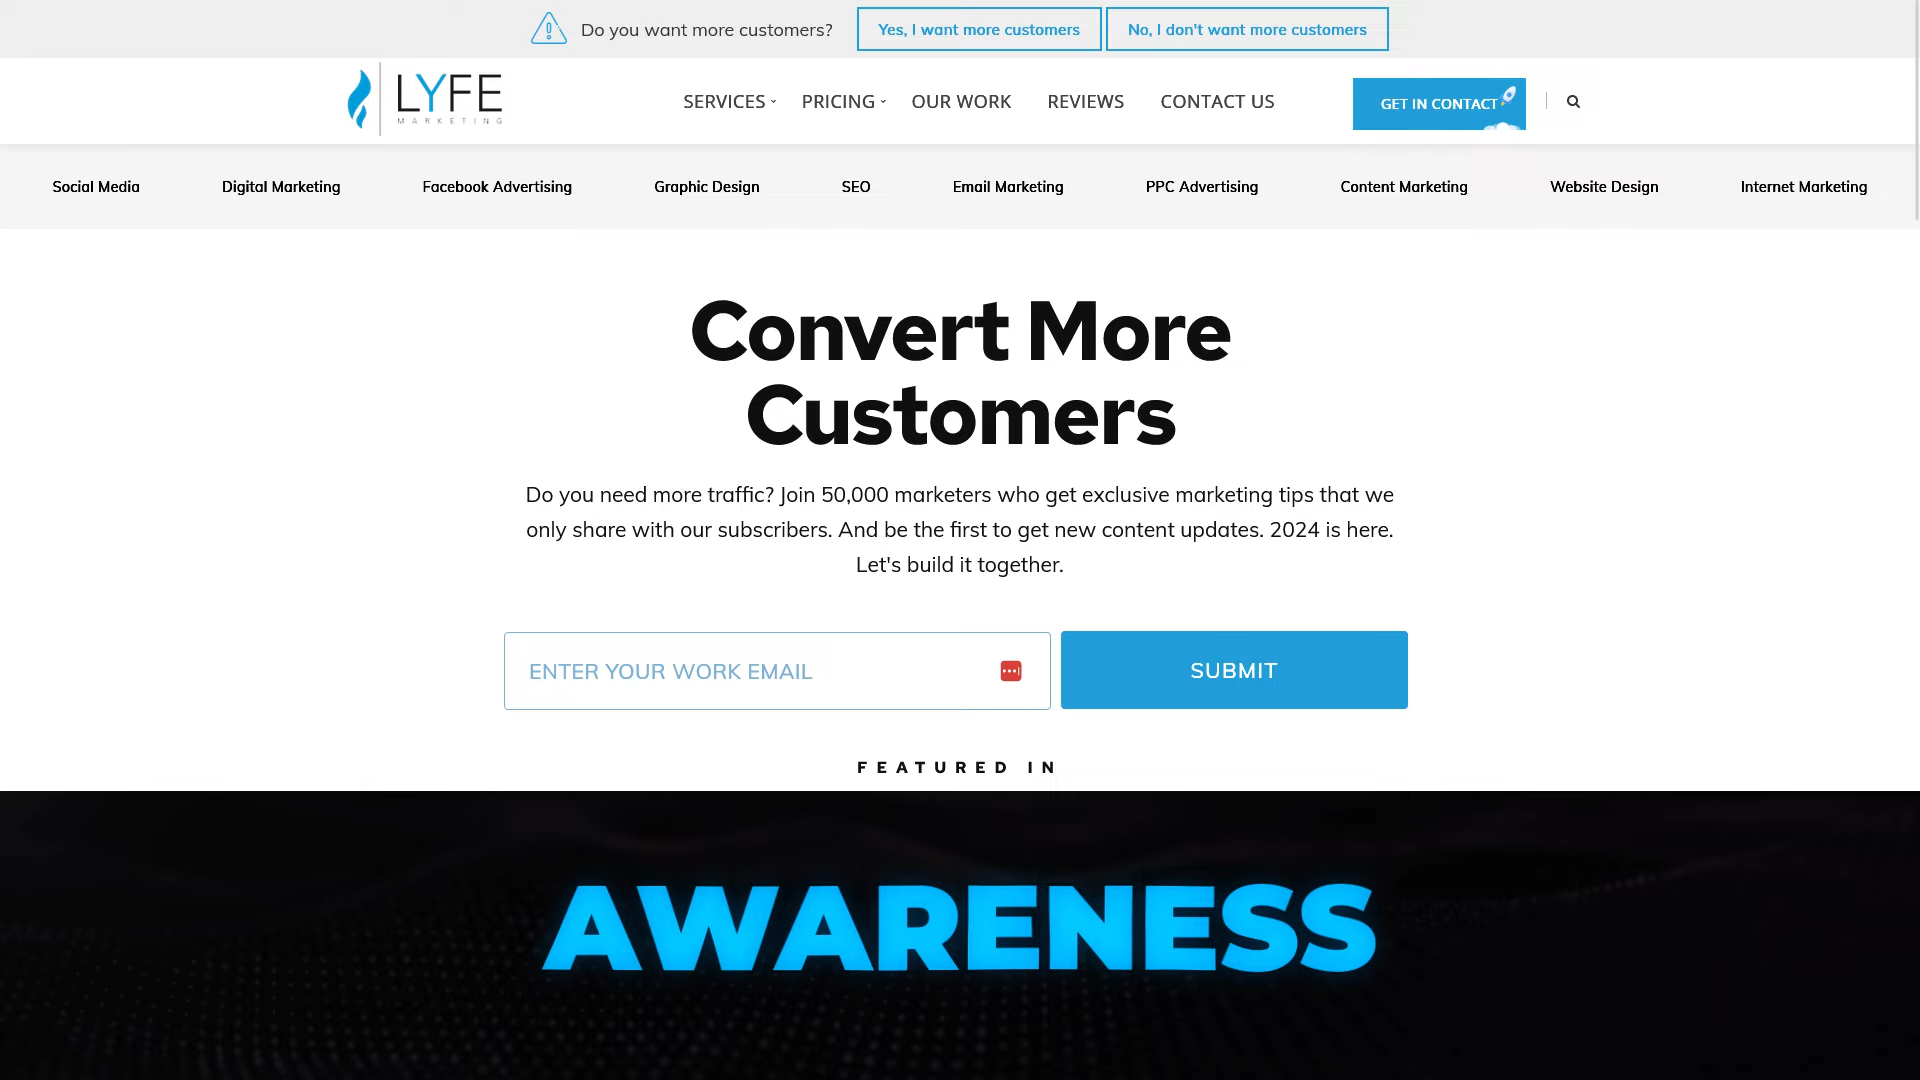 Do you want more customers? Yes, I want more customers No, I don't want more customers
LYFE
MARKETING
SERVICES PRICING OUR WORK REVIEWS CONTACT US GET IN CONTACT
Social Media Digital Marketing Facebook Advertising Graphic Design SEO Email Marketing PPC Advertising Content Marketing Website Design Internet Marketing
Convert More
Customers
Do you need more traffic? Join 50,000 marketers who get exclusive marketing tips that we
only share with our subscribers. And be the first to get new content updates. 2024 is here.
Let's build it together.
ENTER YOUR WORK EMAIL SUBMIT
FEATURED IN
AWARENESS